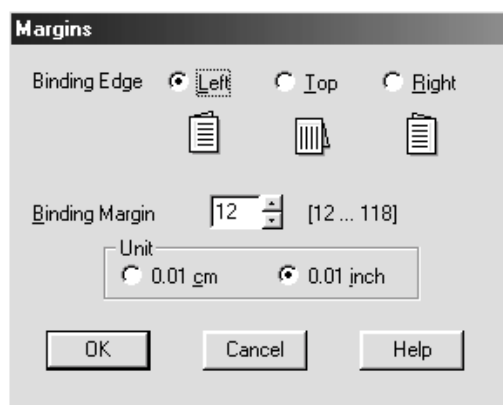 Margins
Binding Edge Left Top Right
Binding Margin 12 [12 ... 118]
Unit
0.01 cm 0.01 inch
OK Cancel Help